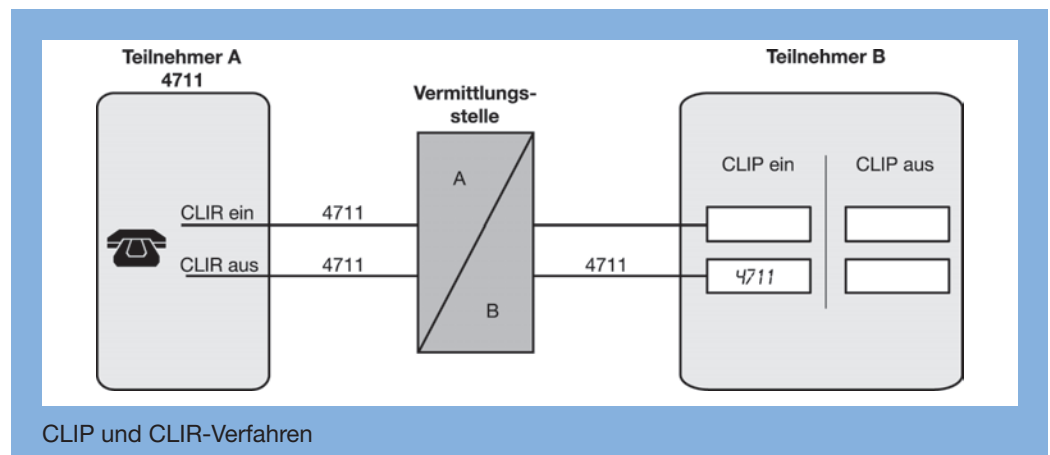 Teilnehmer A
4711
Vermittlungs-
stelle
Teilnehmer B
A
B
CLIP ein
CLIP aus
CLIR ein
4711
CLIR aus
4711
4711
4711
CLIP und CLIR-Verfahren